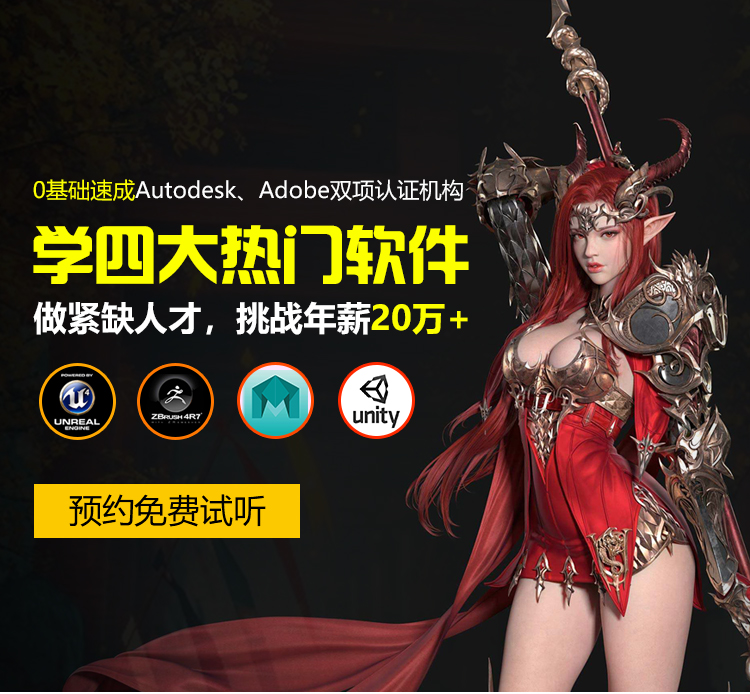 0基础速成Autodesk、Adobe双项认证机构
学四大热门软件
做紧缺人才，挑战年薪20万+
POWERED BY
UNREAL
ENGINE
ZBRUSH 4R7
unity
预约免费试听